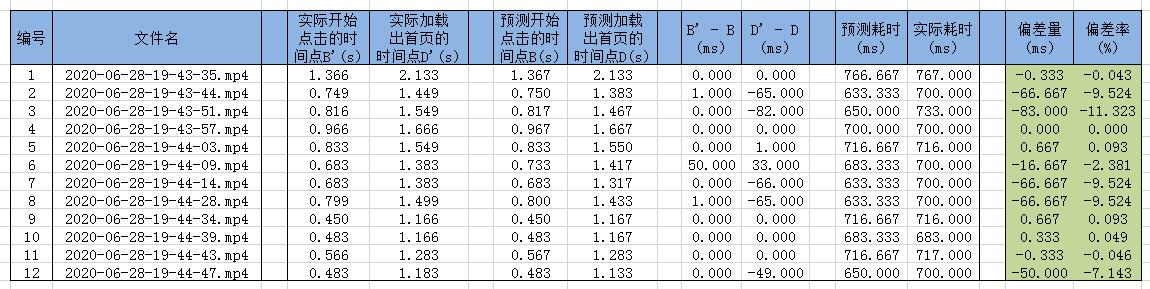 编号 文件名 实际开始点击的时间点B'(s) 实际加载出首页的时间点D'(s) 预测开始点击的时间点B(s) 预测加载出首页的时间点D(s) B' - B (ms) D' - D (ms) 预测耗时 (ms) 实际耗时 (ms) 偏差量 (ms) 偏差率 (%)
1 2020-06-28-19-43-35.mp4 1.366 2.133 1.367 2.133 0.000 0.000 766.667 767.000 -0.333 -0.043
2 2020-06-28-19-43-44.mp4 0.749 1.449 0.750 1.383 1.000 -65.000 633.333 700.000 -66.667 -9.524
3 2020-06-28-19-43-51.mp4 0.816 1.549 0.817 1.467 0.000 -82.000 650.000 733.000 -83.000 -11.323
4 2020-06-28-19-43-57.mp4 0.966 1.666 0.967 1.667 0.000 0.000 700.000 700.000 0.000 0.000
5 2020-06-28-19-44-03.mp4 0.833 1.549 0.833 1.550 0.000 1.000 716.667 716.000 0.667 0.093
6 2020-06-28-19-44-09.mp4 0.683 1.383 0.733 1.417 50.000 33.000 683.333 700.000 -16.667 -2.381
7 2020-06-28-19-44-14.mp4 0.683 1.383 0.683 1.317 0.000 -66.000 633.333 700.000 -66.667 -9.524
8 2020-06-28-19-44-28.mp4 0.799 1.499 0.800 1.433 1.000 -65.000 633.333 700.000 -66.667 -9.524
9 2020-06-28-19-44-34.mp4 0.450 1.166 0.450 1.167 0.000 0.000 716.667 716.000 0.667 0.093
10 2020-06-28-19-44-39.mp4 0.483 1.166 0.483 1.167 0.000 0.000 683.333 683.000 0.333 0.049
11 2020-06-28-19-44-43.mp4 0.566 1.283 0.567 1.283 0.000 0.000 716.667 717.000 -0.333 -0.046
12 2020-06-28-19-44-47.mp4 0.483 1.183 0.483 1.133 0.000 -49.000 650.000 700.000 -50.000 -7.143